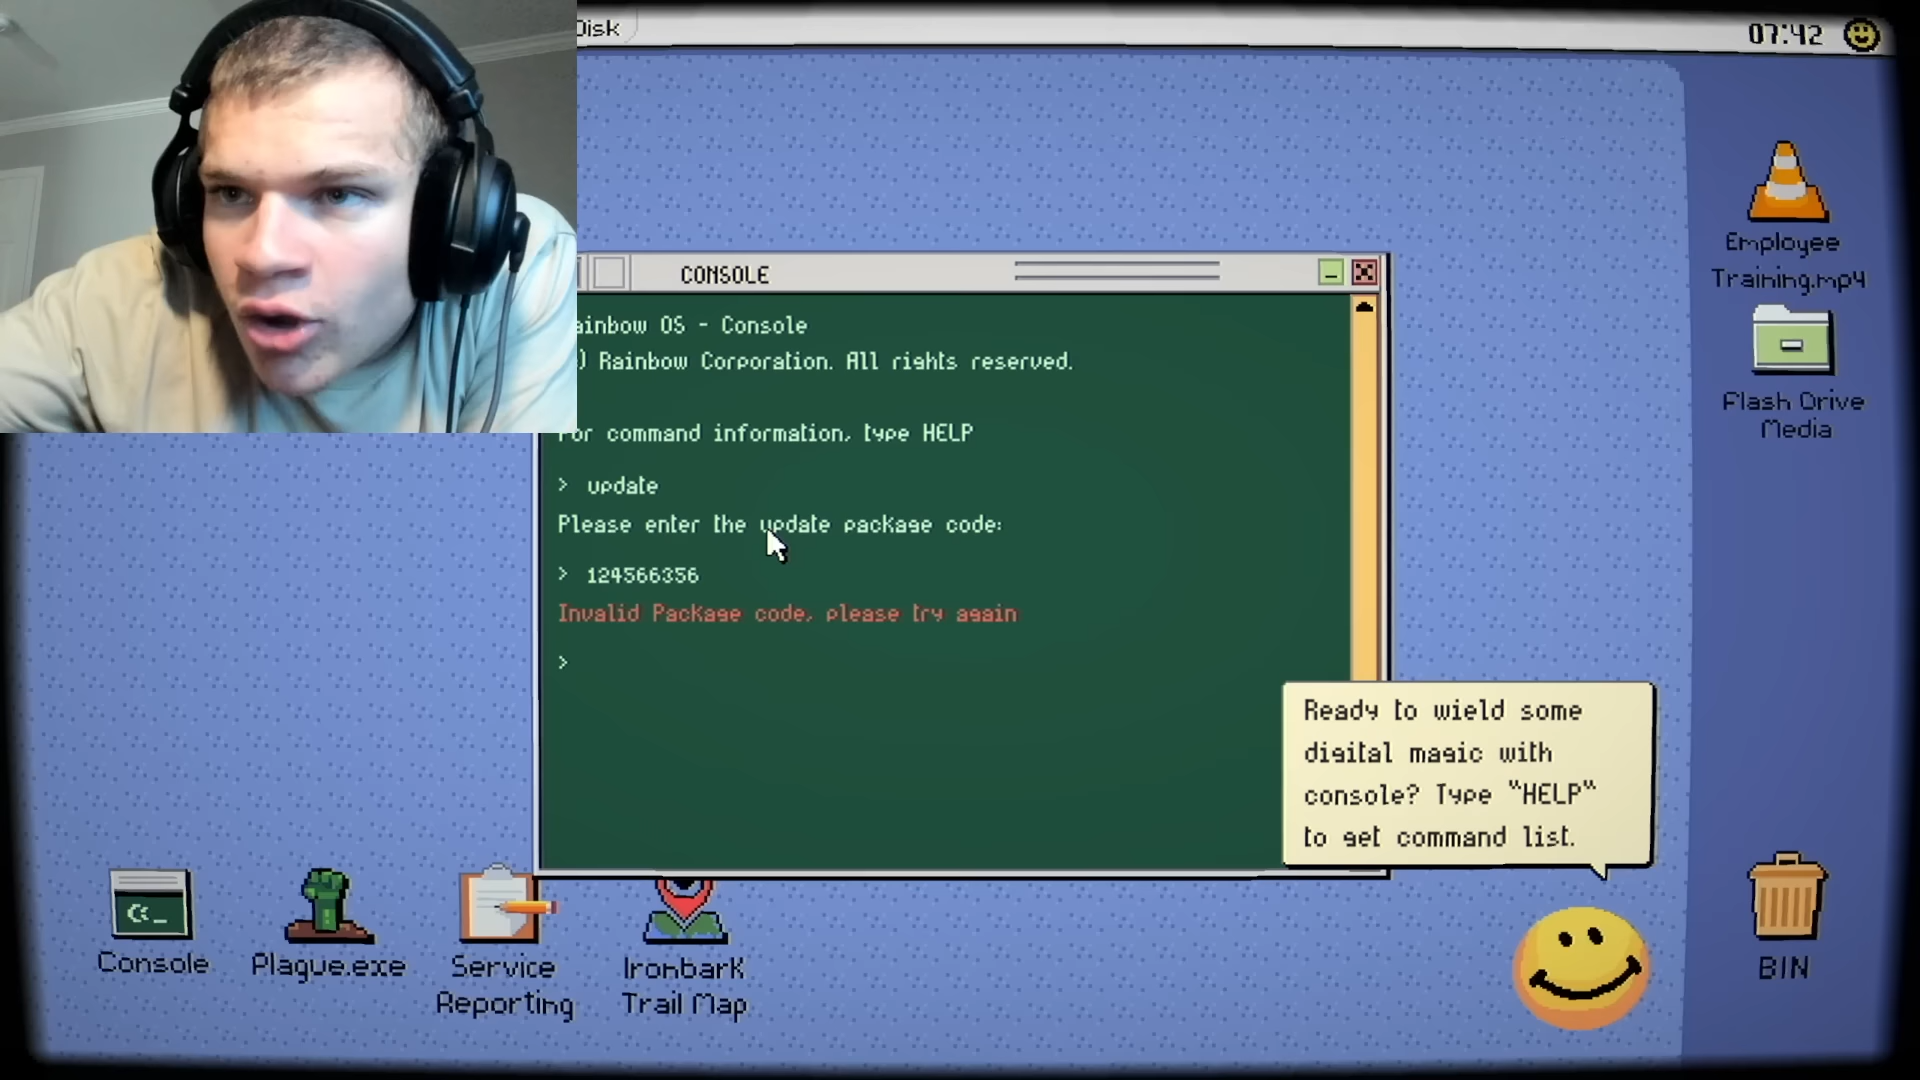 Disk
07:42
Employee
Training.mp4
Flash Drive
Media
CONSOLE
ainbow OS - Console
) Rainbow Corporation. All rights reserved.
For command information, type HELP
> update
Please enter the update package code:
> 124566356
Invalid Package code, please try again
>
Ready to wield some
digital magic with
console? Type "HELP"
to get command list.
Console
Plague.exe
Service
Reporting
Ironbark
Trail Map
BIN